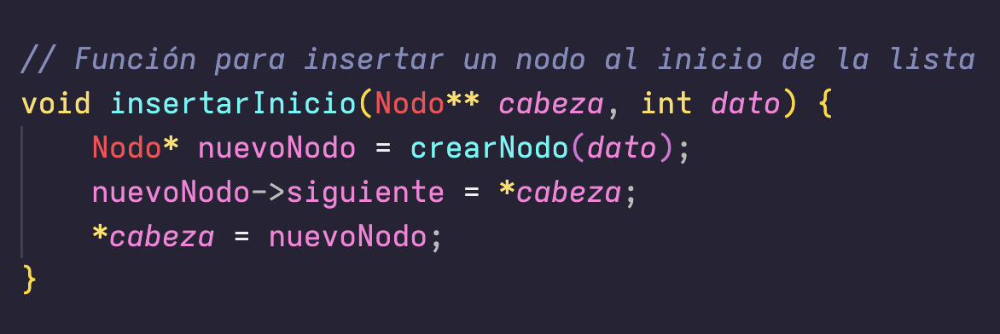 // Función para insertar un nodo al inicio de la lista
void insertarInicio(Nodo** cabeza, int dato) {
    Nodo* nuevoNodo = crearNodo(dato);
    nuevoNodo->siguiente = *cabeza;
    *cabeza = nuevoNodo;
}